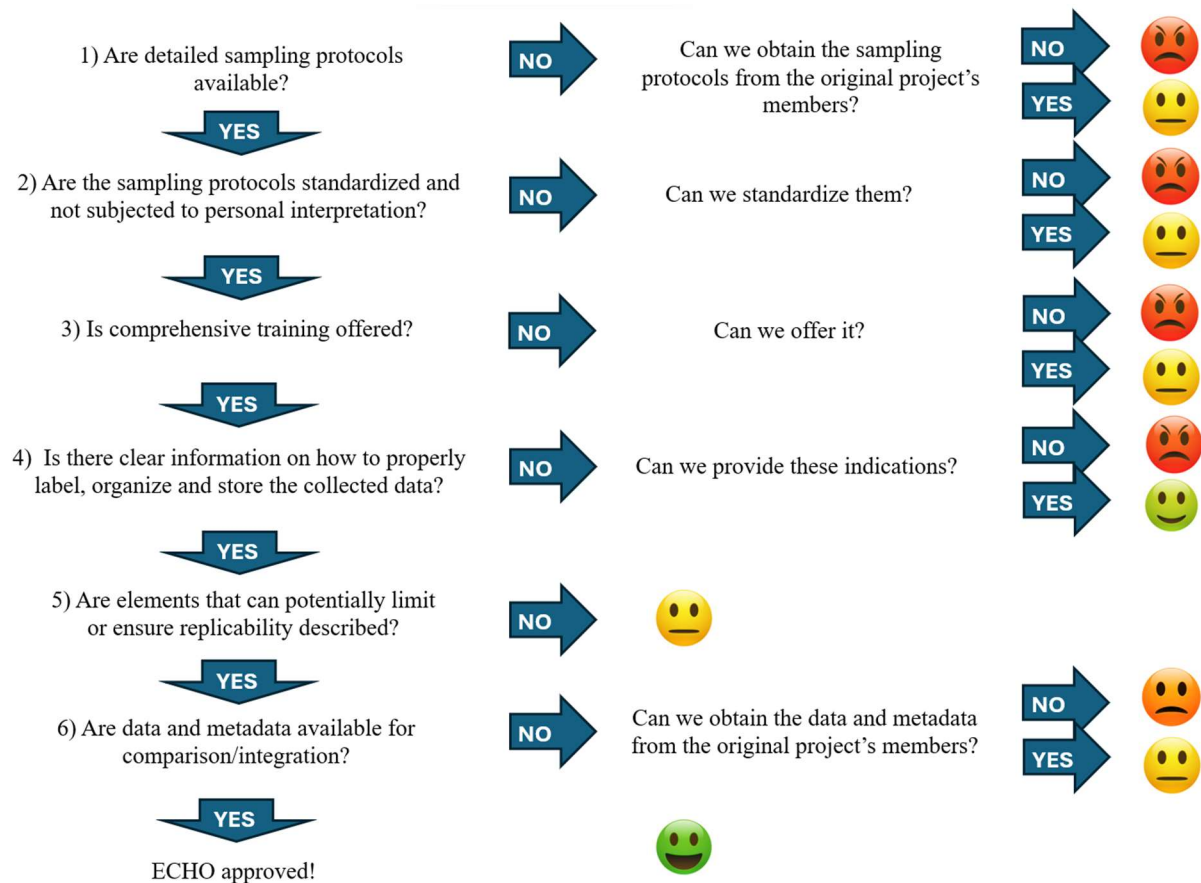 1) Are detailed sampling protocols
available?
NO
Can we obtain the sampling
protocols from the original project’s
members?
NO
YES
YES
2) Are the sampling protocols standardized and
not subjected to personal interpretation?
NO
Can we standardize them?
NO
YES
YES
3) Is comprehensive training offered?
NO
Can we offer it?
NO
YES
YES
4) Is there clear information on how to properly
label, organize and store the collected data?
NO
Can we provide these indications?
NO
YES
YES
5) Are elements that can potentially limit
or ensure replicability described?
NO
YES
6) Are data and metadata available for
comparison/integration?
NO
Can we obtain the data and metadata
from the original project’s members?
NO
YES
YES
ECHO approved!